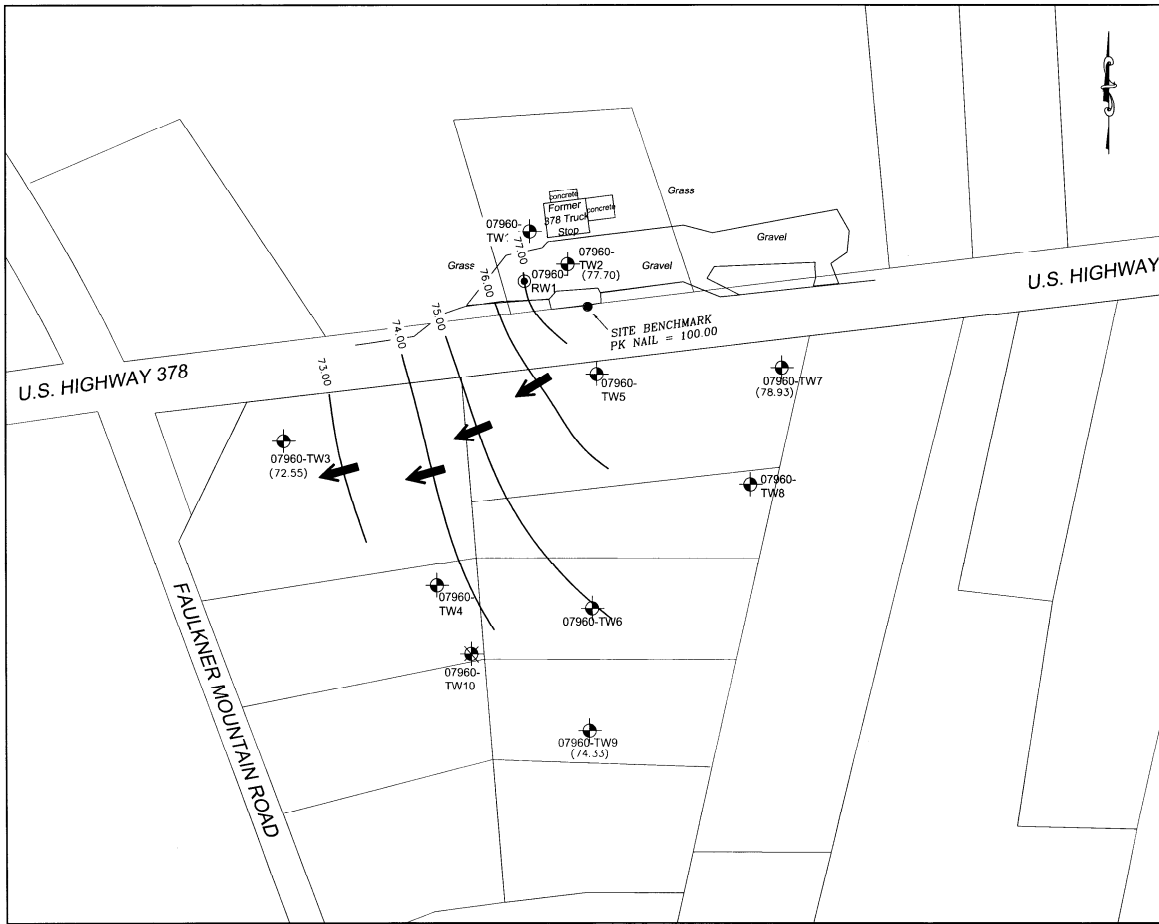 Grass
concrete
Former
378 Truck
Stop
concrete
07960-
77.00
Grass
Gravel
07960-
TW2
(77.70)
Gravel
07960-
RW1
76.00
75.00
74.00
73.00
SITE BENCHMARK
PK NAIL = 100.00
U.S. HIGHWAY
U.S. HIGHWAY 378
07960-
TW5
07960-TW7
(78.93)
07960-TW3
(72.55)
07960-
TW8
07960-
TW4
07960-TW6
07960-
TW10
07960-TW9
(74.33)
FAULKNER MOUNTAIN ROAD